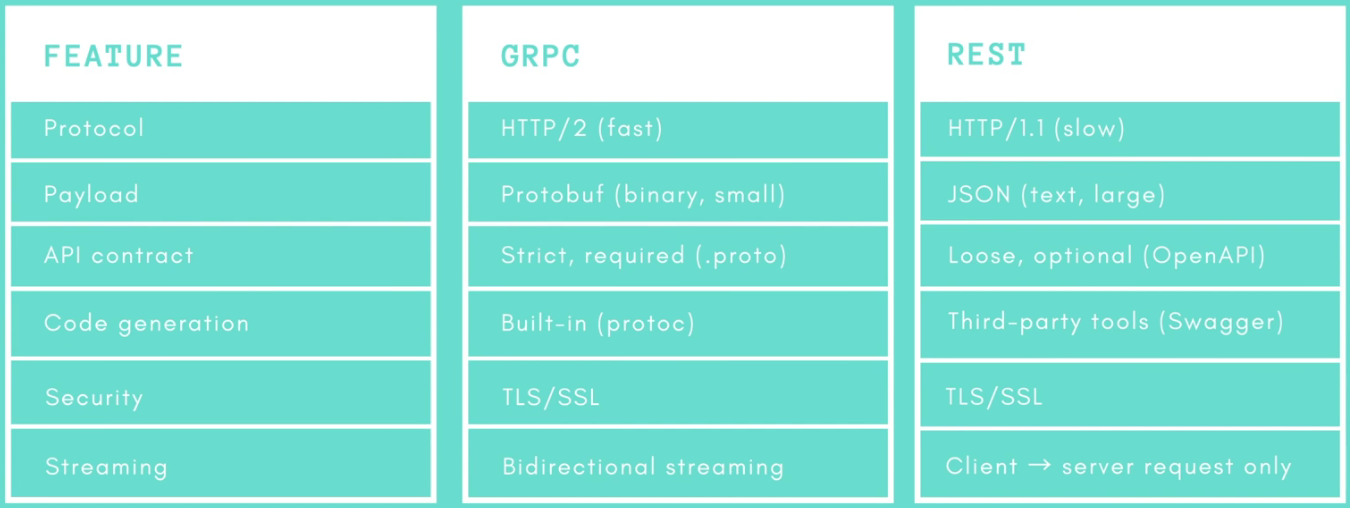 FEATURE GRPC REST
Protocol HTTP/2 (fast) HTTP/1.1 (slow)
Payload Protobuf (binary, small) JSON (text, large)
API contract Strict, required (.proto) Loose, optional (OpenAPI)
Code generation Built-in (protoc) Third-party tools (Swagger)
Security TLS/SSL TLS/SSL
Streaming Bidirectional streaming Client → server request only